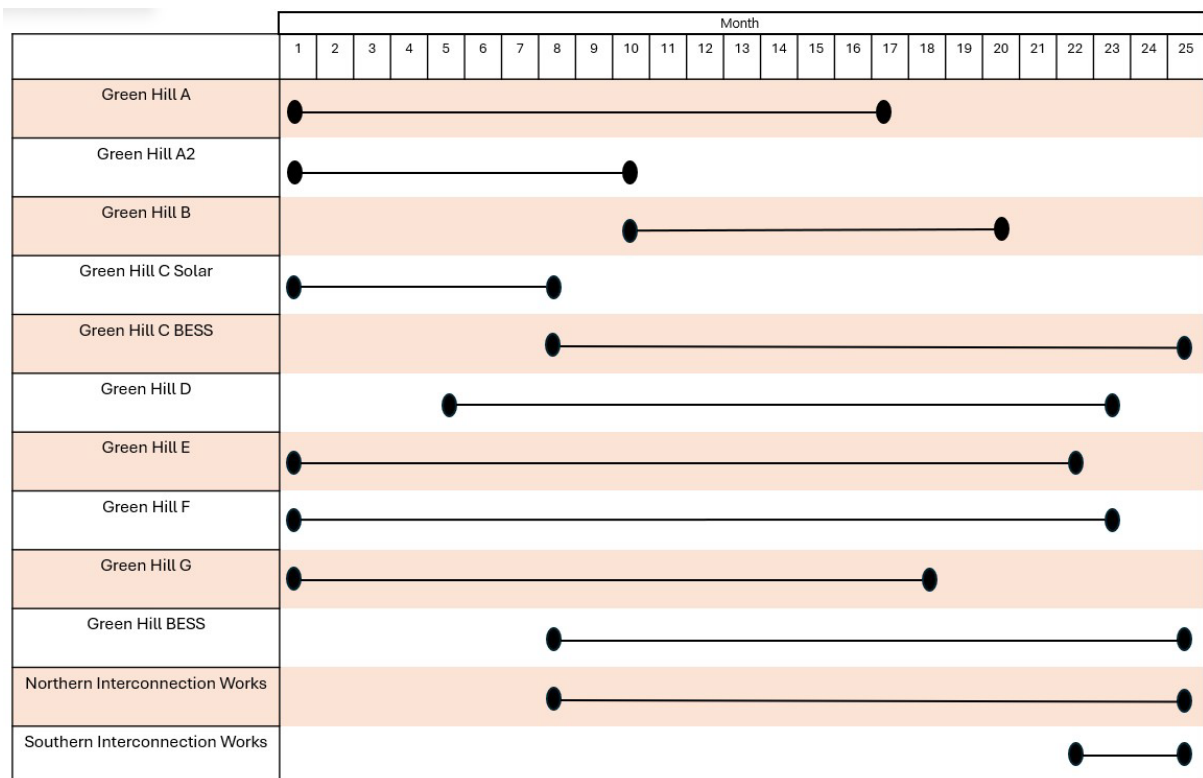 Month
1 2 3 4 5 6 7 8 9 10 11 12 13 14 15 16 17 18 19 20 21 22 23 24 25
Green Hill A
Green Hill A2
Green Hill B
Green Hill C Solar
Green Hill C BESS
Green Hill D
Green Hill E
Green Hill F
Green Hill G
Green Hill BESS
Northern Interconnection Works
Southern Interconnection Works